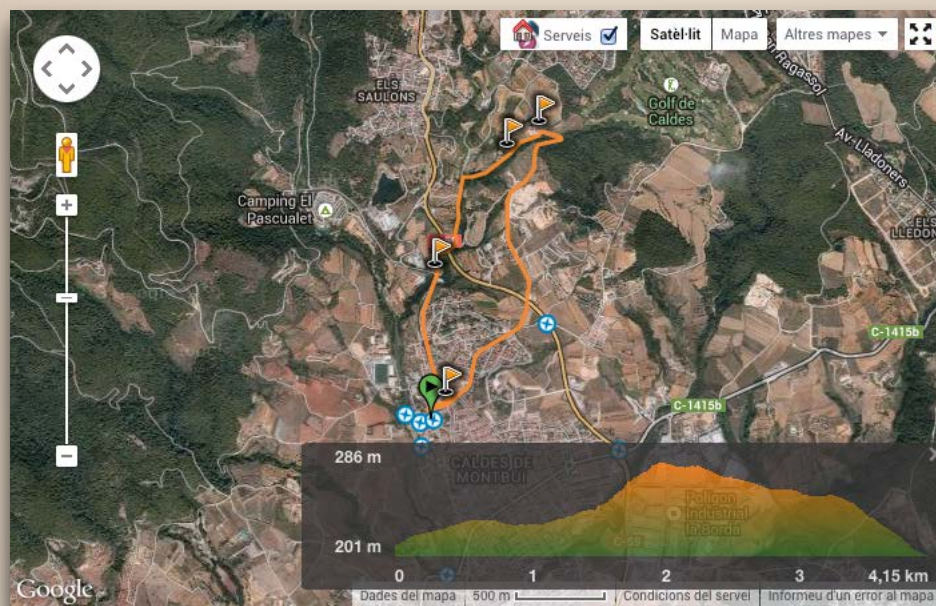 Serveis
Satèl·lit
Mapa
Altres mapes
ELS
SAULONS
Golf de
Caldes
Ragassol
Av. Lladoners
Camping El
Pascualet
ELS
C-1415b
C-1415b
CALDES DE
MONTBUI
286 m
Polígon
Industrial
la Borda
201 m
0
1
2
3
4,15 km
Google
Dades del mapa
500 m
Condicions del servei
Informeu d'un error al mapa